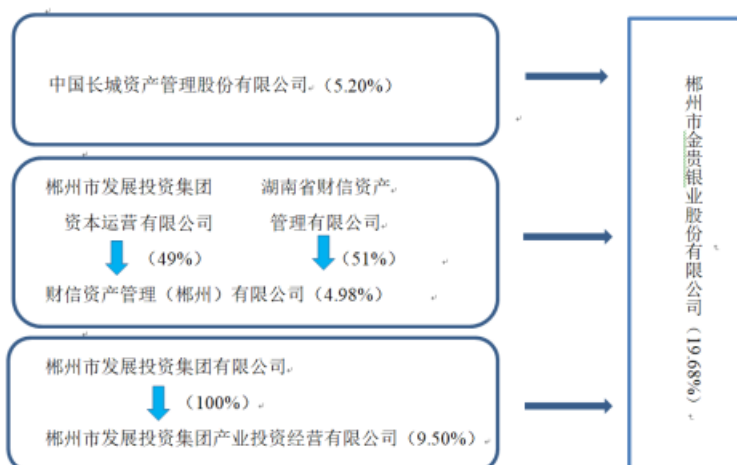 中国长城资产管理股份有限公司（5.20%）
郴州市发展投资集团
资本运营有限公司
（49%）
湖南省财信资产
管理有限公司
（51%）
财信资产管理（郴州）有限公司（4.98%）
郴州市发展投资集团有限公司
（100%）
郴州市发展投资集团产业投资经营有限公司（9.50%）
郴州市金贵银业股份有限公司（19.68%）